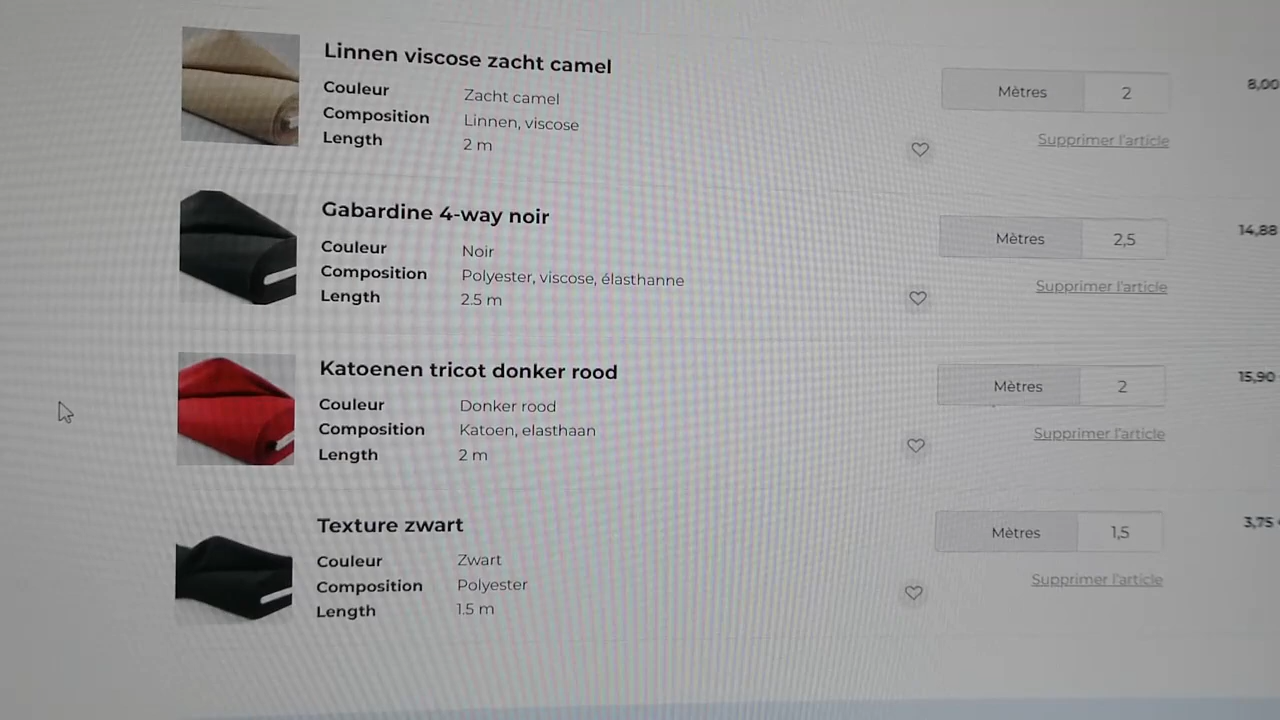 Linnen viscose zacht camel
Couleur Zacht camel
Composition Linnen, viscose
Length 2 m
Mètres 2
8,00
Supprimer l'article
Gabardine 4-way noir
Couleur Noir
Composition Polyester, viscose, élasthanne
Length 2.5 m
Mètres 2,5
14,88
Supprimer l'article
Katoenen tricot donker rood
Couleur Donker rood
Composition Katoen, elasthaan
Length 2 m
Mètres 2
15,90
Supprimer l'article
Texture zwart
Couleur Zwart
Composition Polyester
Length 1.5 m
Mètres 1,5
3,75
Supprimer l'article